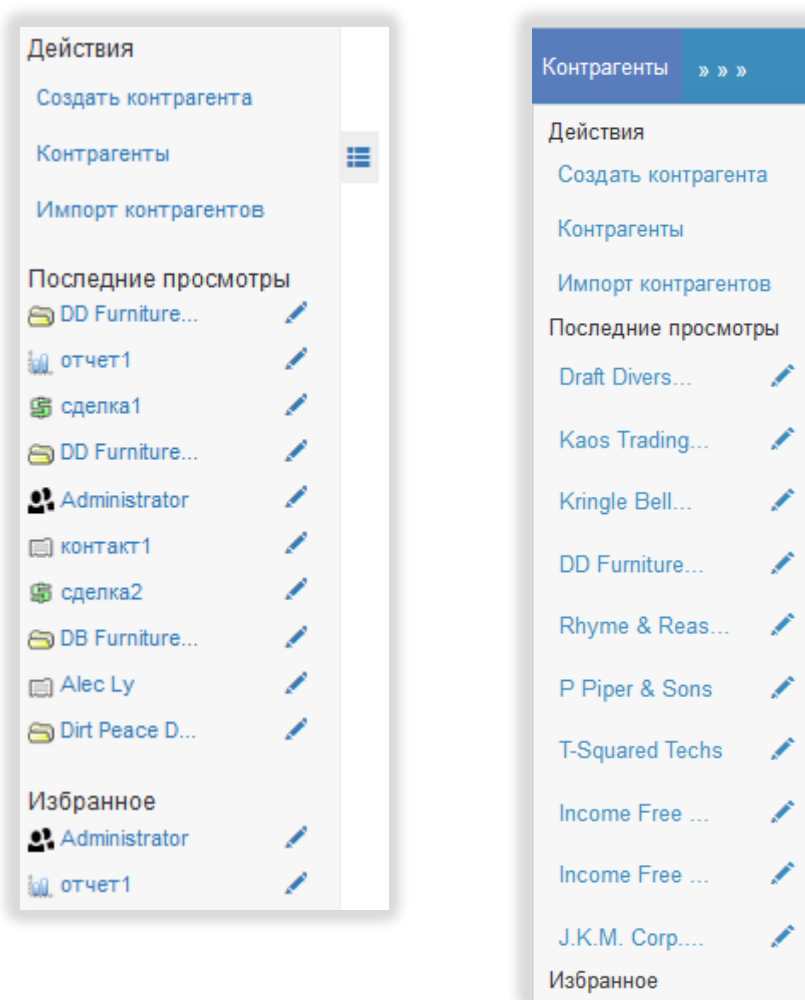 Действия
Создать контрагента
Контрагенты
Импорт контрагентов
Последние просмотры
DD Furniture...
отчет1
сделка1
DD Furniture...
Administrator
контакт1
сделка2
DB Furniture...
Alec Ly
Dirt Peace D...
Избранное
Administrator
отчет1
Контрагенты » » »
Действия
Создать контрагента
Контрагенты
Импорт контрагентов
Последние просмотры
Draft Divers...
Kaos Trading...
Kringle Bell...
DD Furniture...
Rhyme & Reas...
P Piper & Sons
T-Squared Techs
Income Free ...
Income Free ...
J.K.M. Corp....
Избранное